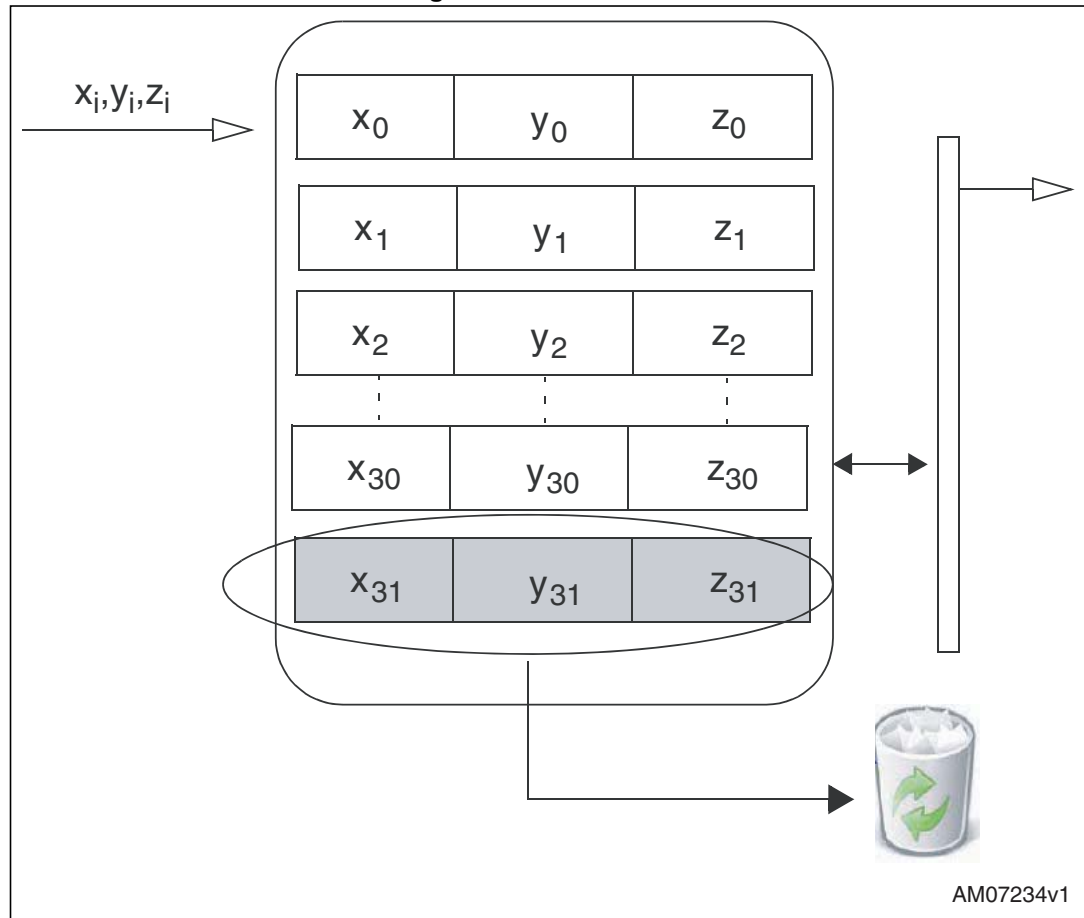 xᵢ,yᵢ,zᵢ
x₀ y₀ z₀
x₁ y₁ z₁
x₂ y₂ z₂
x₃₀ y₃₀ z₃₀
x₃₁ y₃₁ z₃₁
AM07234v1